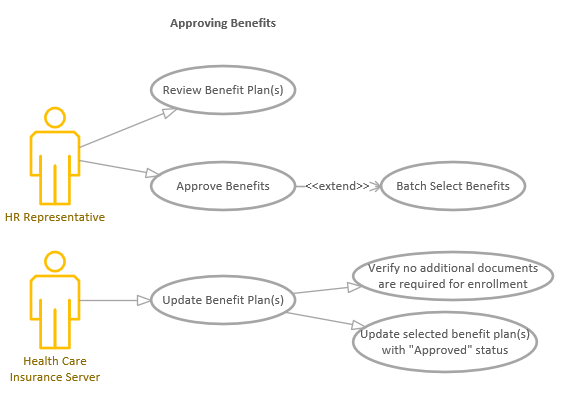 Approving Benefits
Review Benefit Plan(s)
Approve Benefits
<<extend>>
Batch Select Benefits
HR Representative
Verify no additional documents
are required for enrollment
Update Benefit Plan(s)
Update selected benefit plan(s)
with "Approved" status
Health Care
Insurance Server